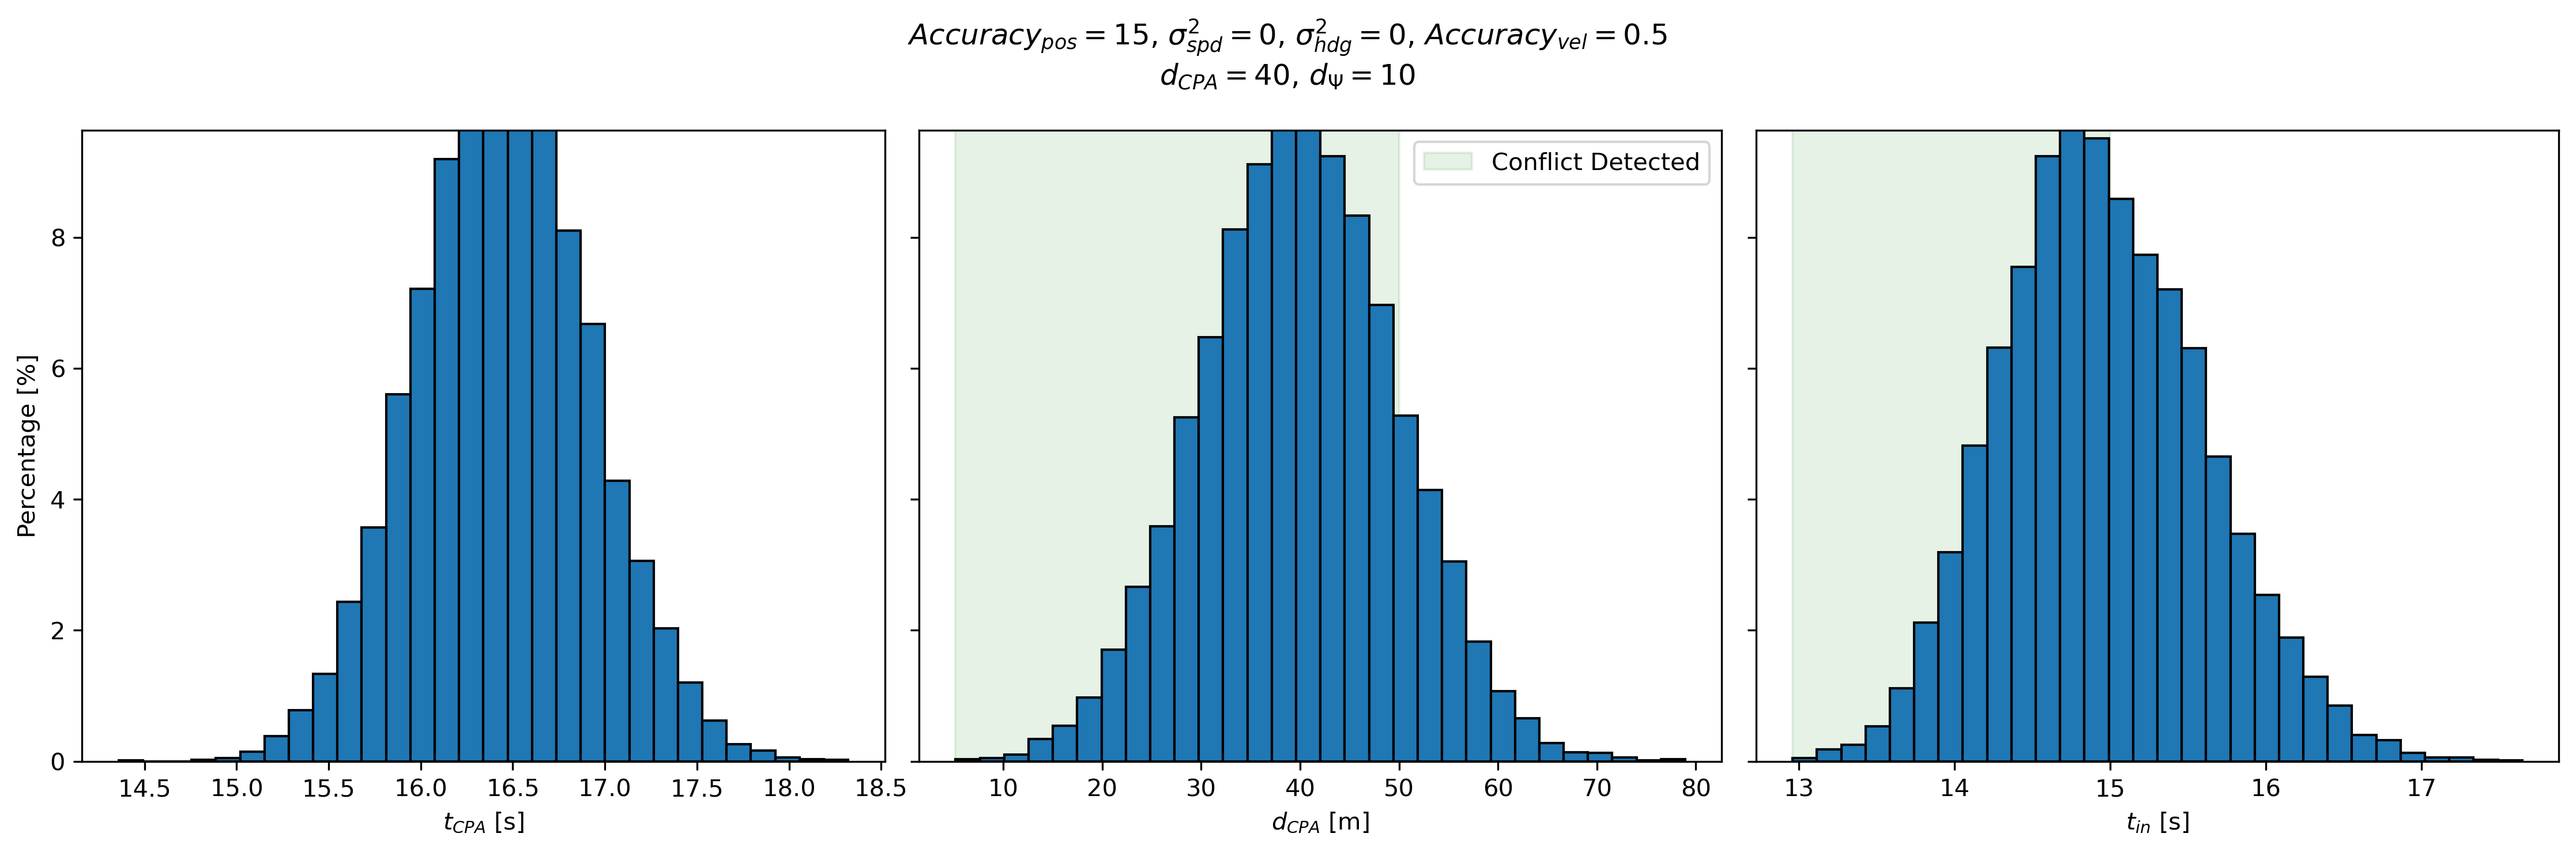 Accuracy_pos = 15, σ²_spd = 0, σ²_hdg = 0, Accuracy_vel = 0.5
d_CPA = 40, d_Ψ = 10
Conflict Detected
Percentage [%]
8
6
4
2
0
14.5 15.0 15.5 16.0 16.5 17.0 17.5 18.0 18.5
t_CPA [s]
10 20 30 40 50 60 70 80
d_CPA [m]
13 14 15 16 17
t_in [s]